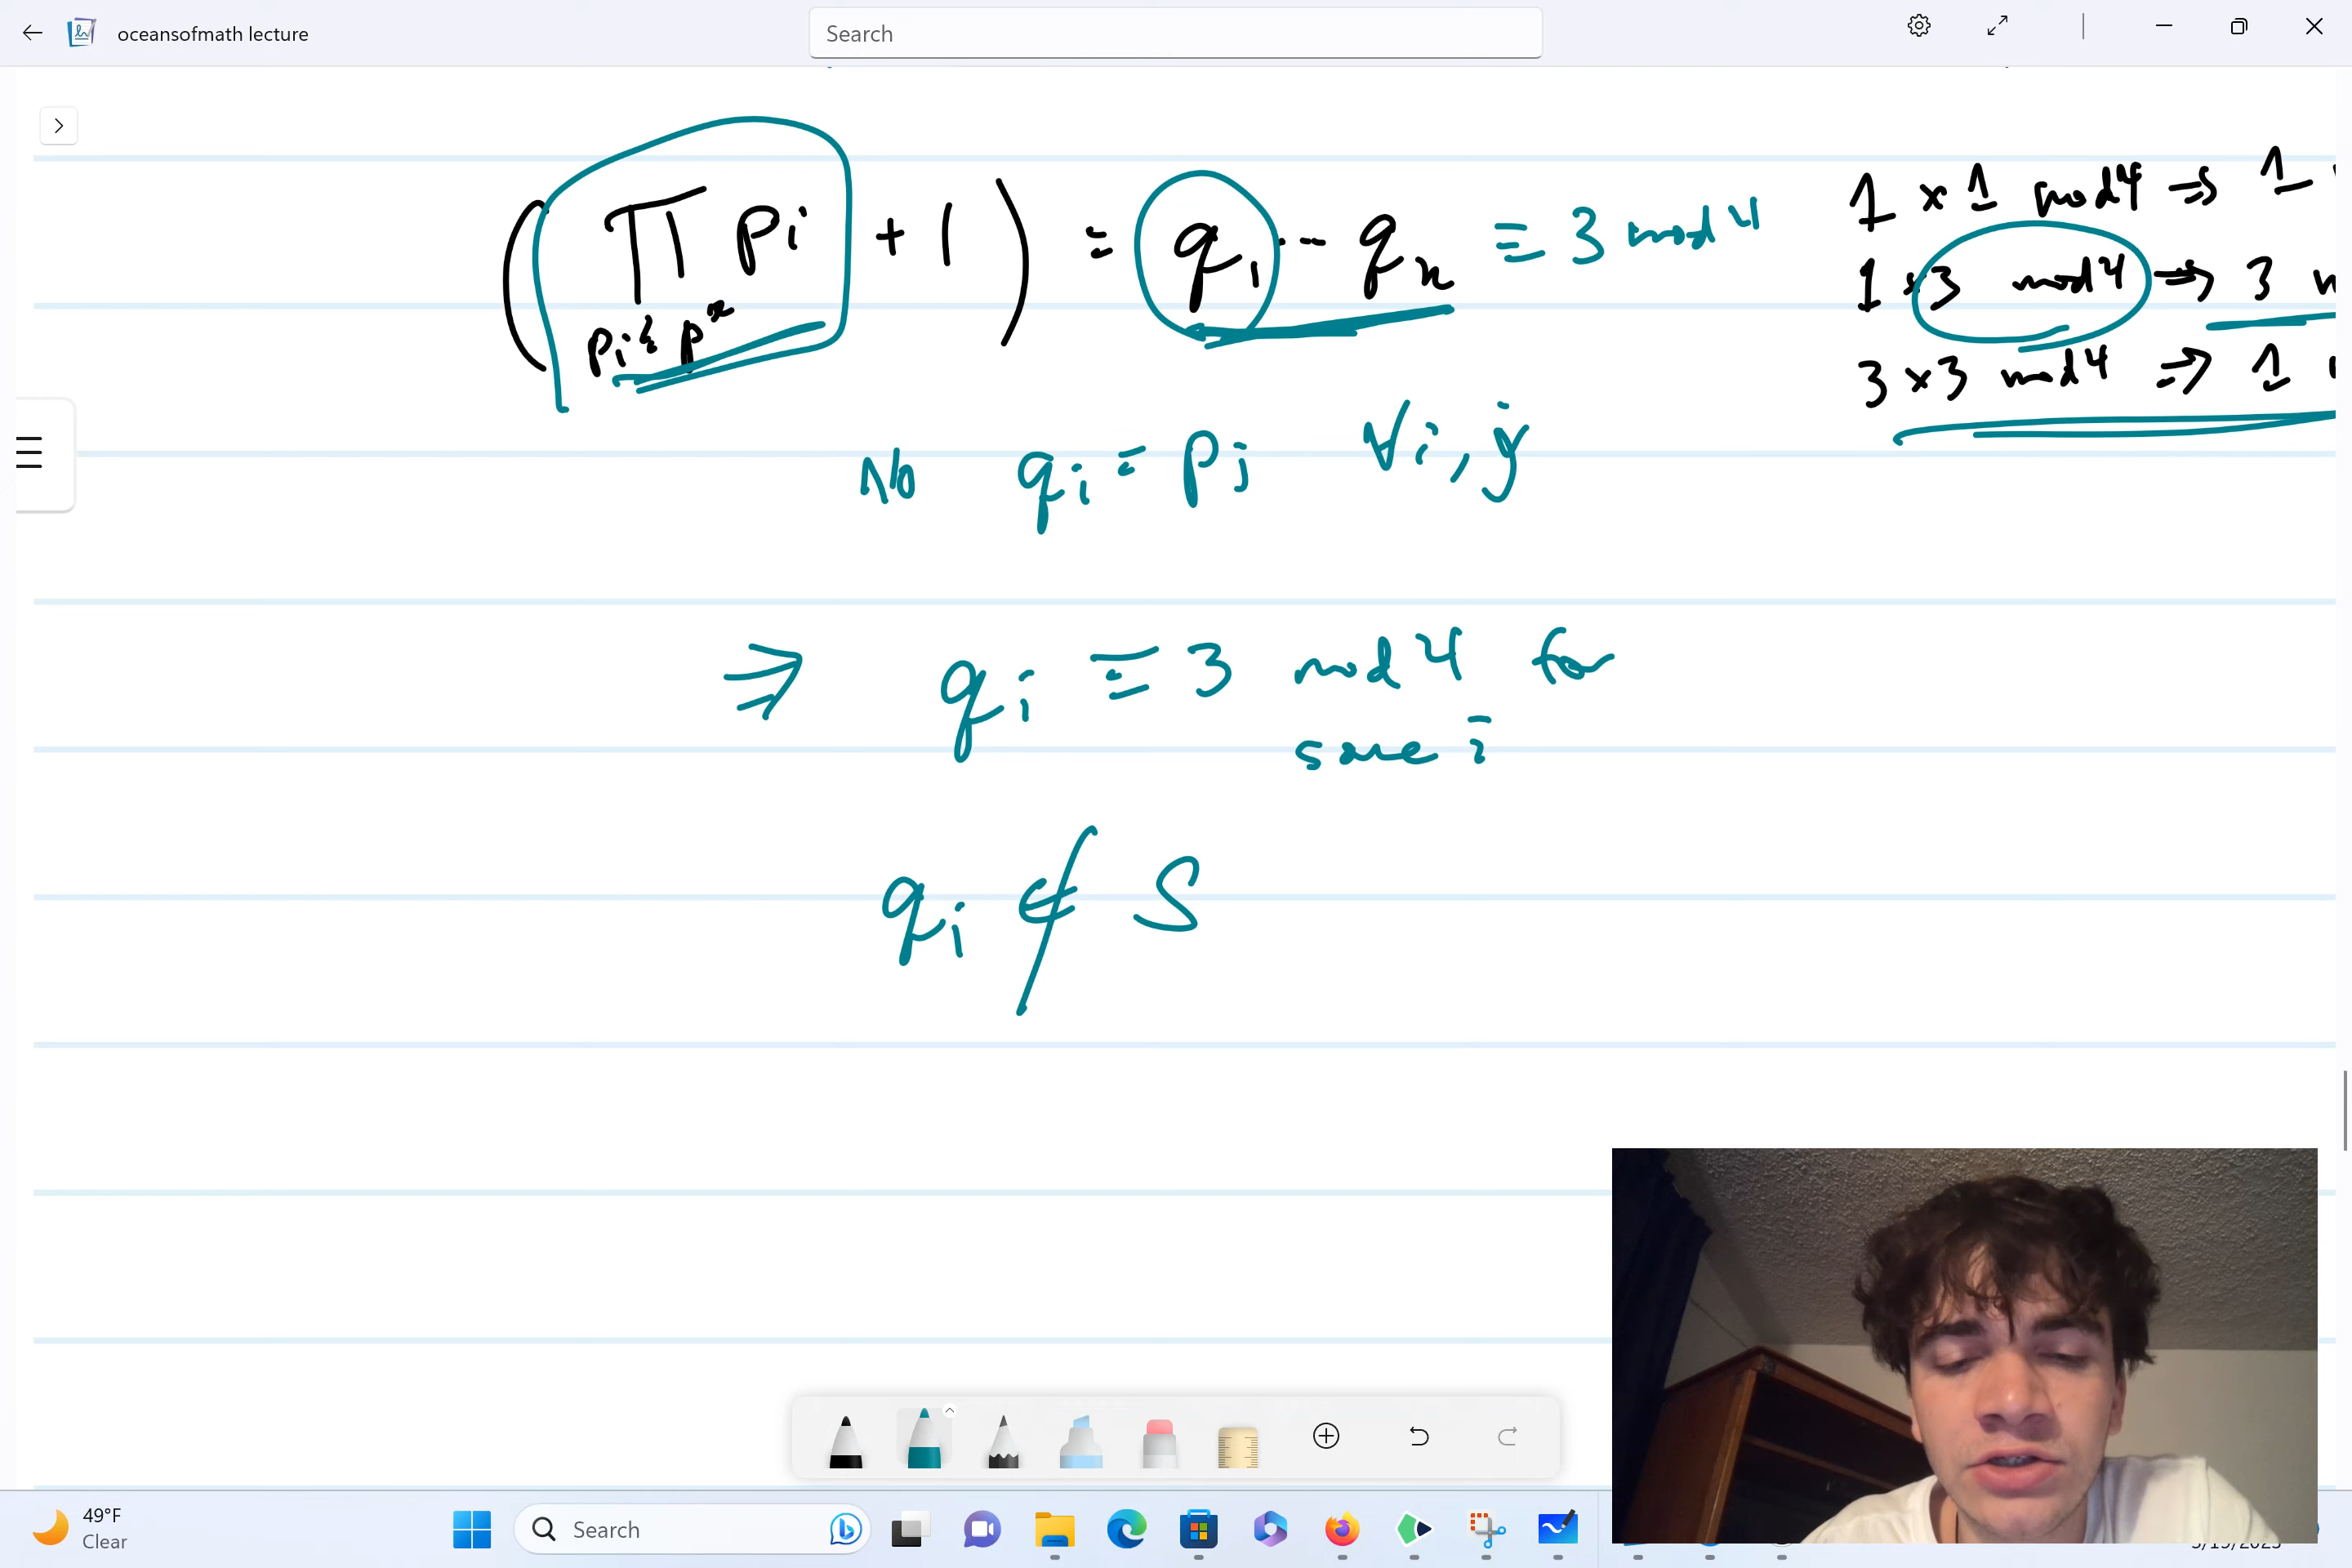 oceansofmath lecture
Search
( ∏ pi + 1 ) = q1 -- qn ≡ 3 mod 4
1 × 1 mod 4 ⇒ 1
1 × 3 mod 4 ⇒ 3
3 × 3 mod 4 ⇒ 1
No qi = pj ∀i, j
⇒ qi ≡ 3 mod 4 for
some i
qi ∉ S
49°F
Clear
Search